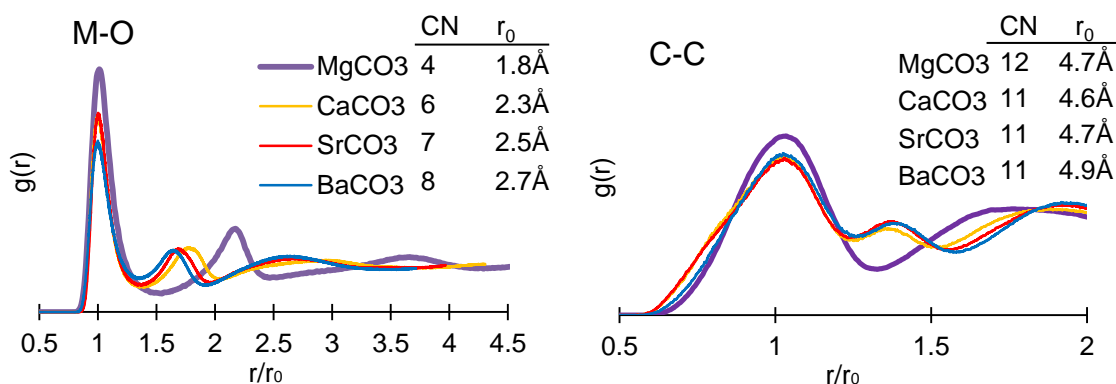 M-O
CN r0
MgCO3 4 1.8Å
CaCO3 6 2.3Å
SrCO3 7 2.5Å
BaCO3 8 2.7Å
g(r)
0.5 1 1.5 2 2.5 3 3.5 4 4.5
r/r0
C-C
CN r0
MgCO3 12 4.7Å
CaCO3 11 4.6Å
SrCO3 11 4.7Å
BaCO3 11 4.9Å
g(r)
0.5 1 1.5 2
r/r0